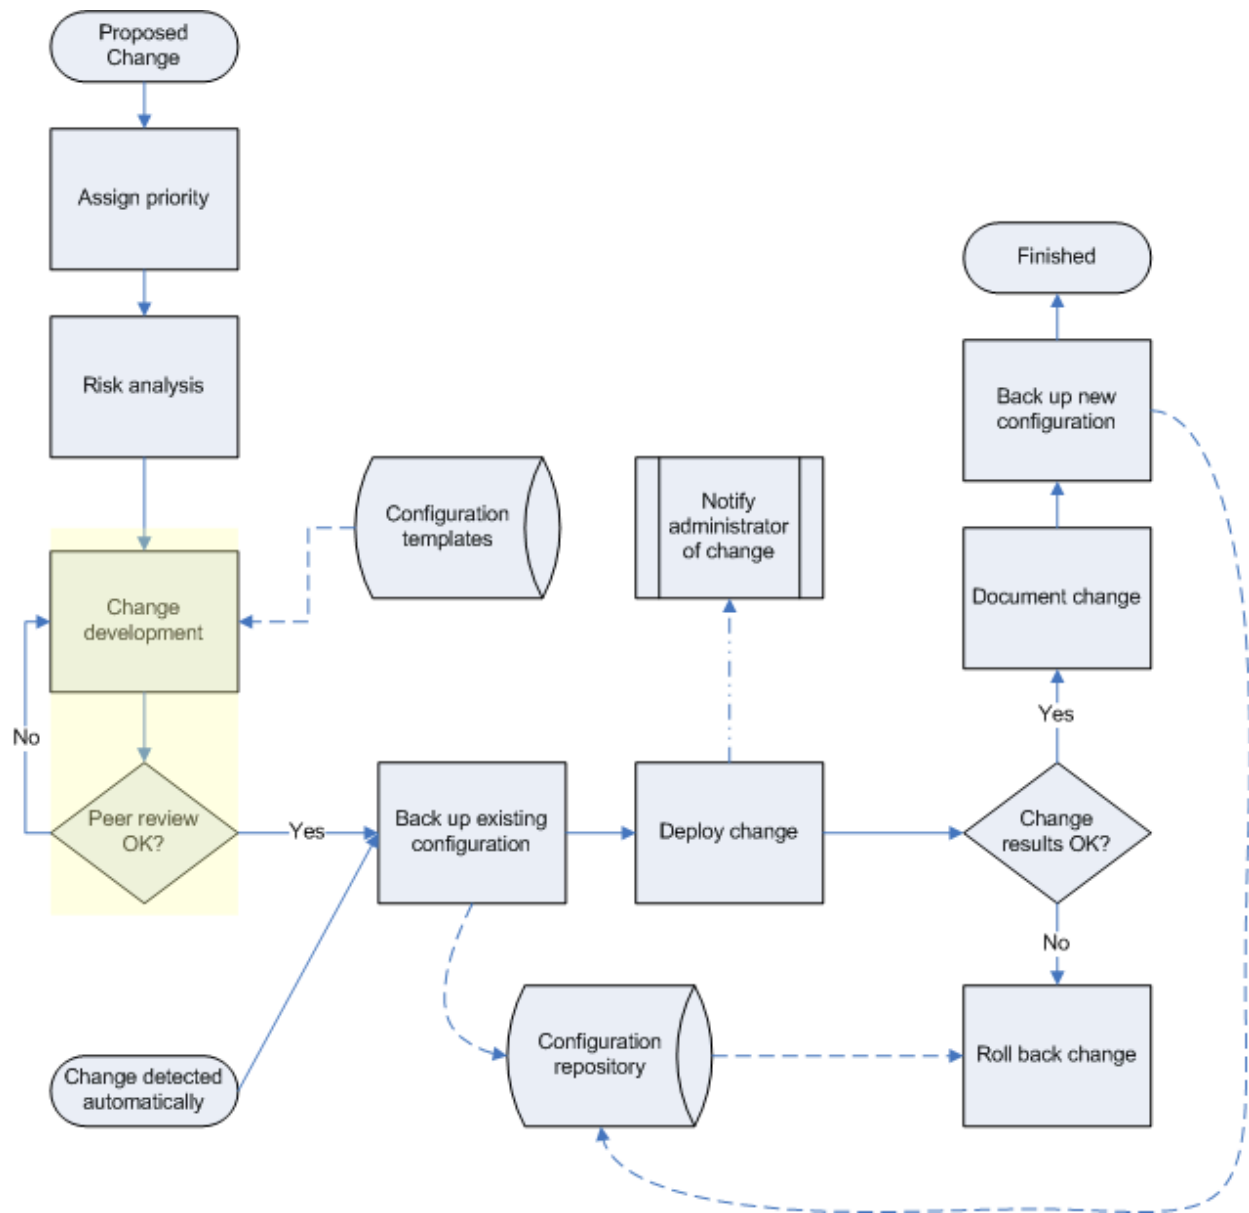 Proposed
Change
Assign priority
Risk analysis
Change
development
No
Peer review
OK?
Yes
Change detected
automatically
Configuration
templates
Back up existing
configuration
Configuration
repository
Notify
administrator
of change
Deploy change
Finished
Back up new
configuration
Document change
Yes
Change
results OK?
No
Roll back change